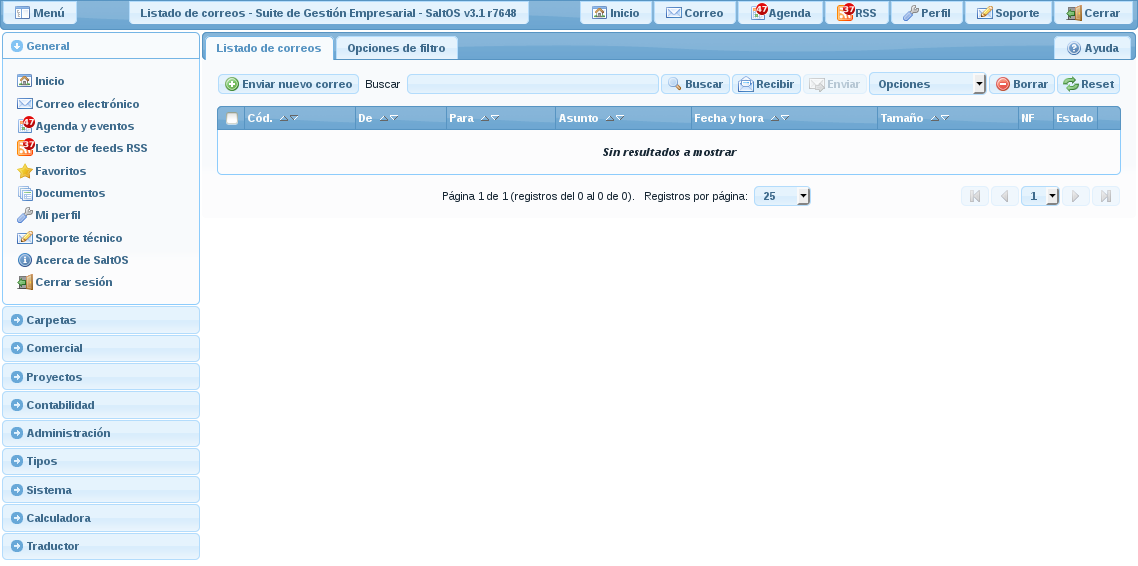 Menú
Listado de correos - Suite de Gestión Empresarial - SaltOS v3.1 r7648
Inicio
Correo
47
Agenda
37
RSS
Perfil
Soporte
Cerrar
General
Inicio
Correo electrónico
47
Agenda y eventos
37
Lector de feeds RSS
Favoritos
Documentos
Mi perfil
Soporte técnico
Acerca de SaltOS
Cerrar sesión
Carpetas
Comercial
Proyectos
Contabilidad
Administración
Tipos
Sistema
Calculadora
Traductor
Listado de correos
Opciones de filtro
Ayuda
Enviar nuevo correo
Buscar
Buscar
Recibir
Enviar
Opciones
Borrar
Reset
Cód.
De
Para
Asunto
Fecha y hora
Tamaño
NF
Estado
Sin resultados a mostrar
Página 1 de 1 (registros del 0 al 0 de 0).
Registros por página:
25
1